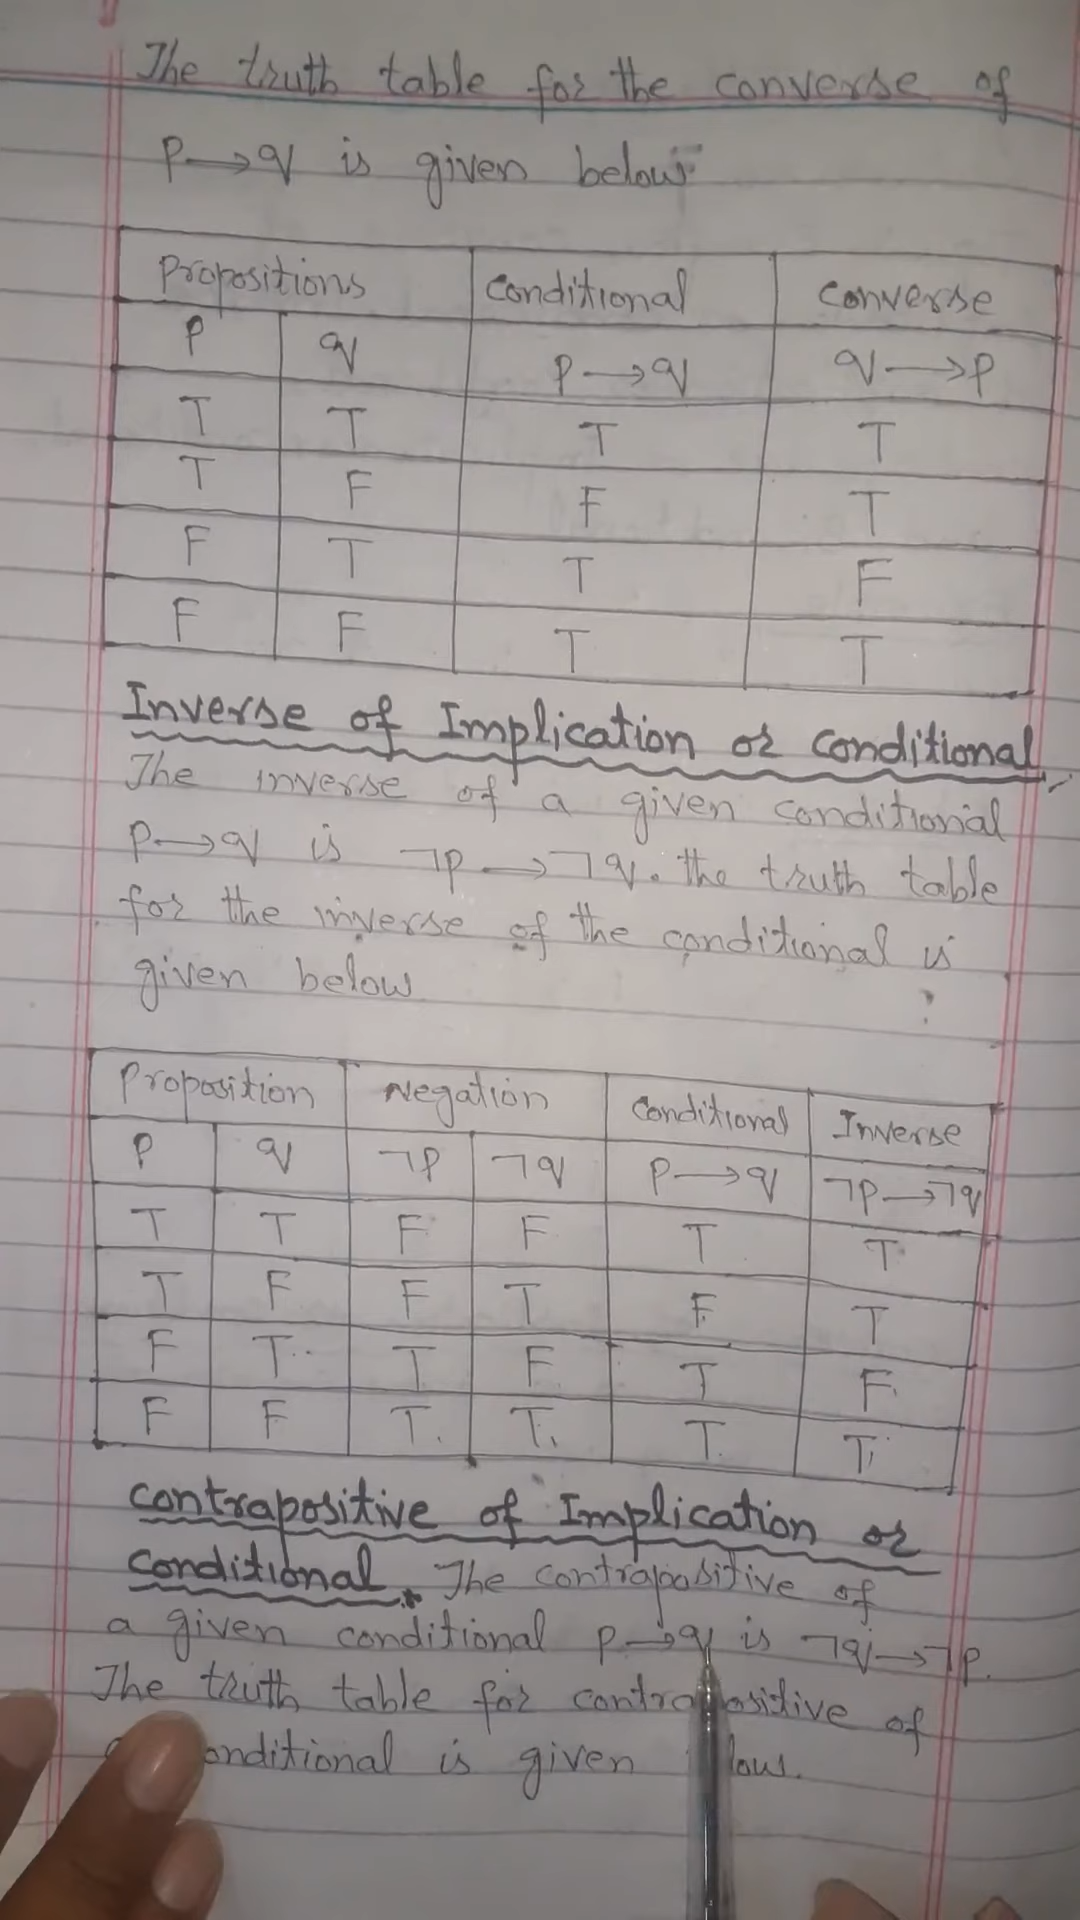 The truth table for the converse of
P→q is given below
Propositions Conditional Converse
P q P→q q→P
T T T T
T F F T
F T T F
F F T T
Inverse of Implication or Conditional
The inverse of a given conditional
P→q is ¬P→¬q. The truth table
for the inverse of the conditional is
given below
Proposition Negation Conditional Inverse
P q ¬P ¬q P→q ¬P→¬q
T T F F T T
T F F T F T
F T T F T F
F F T T T T
Contrapositive of Implication or
Conditional. The contrapositive of
a given conditional P→q is ¬q→¬P.
The truth table for contrapositive of
onditional is given low.